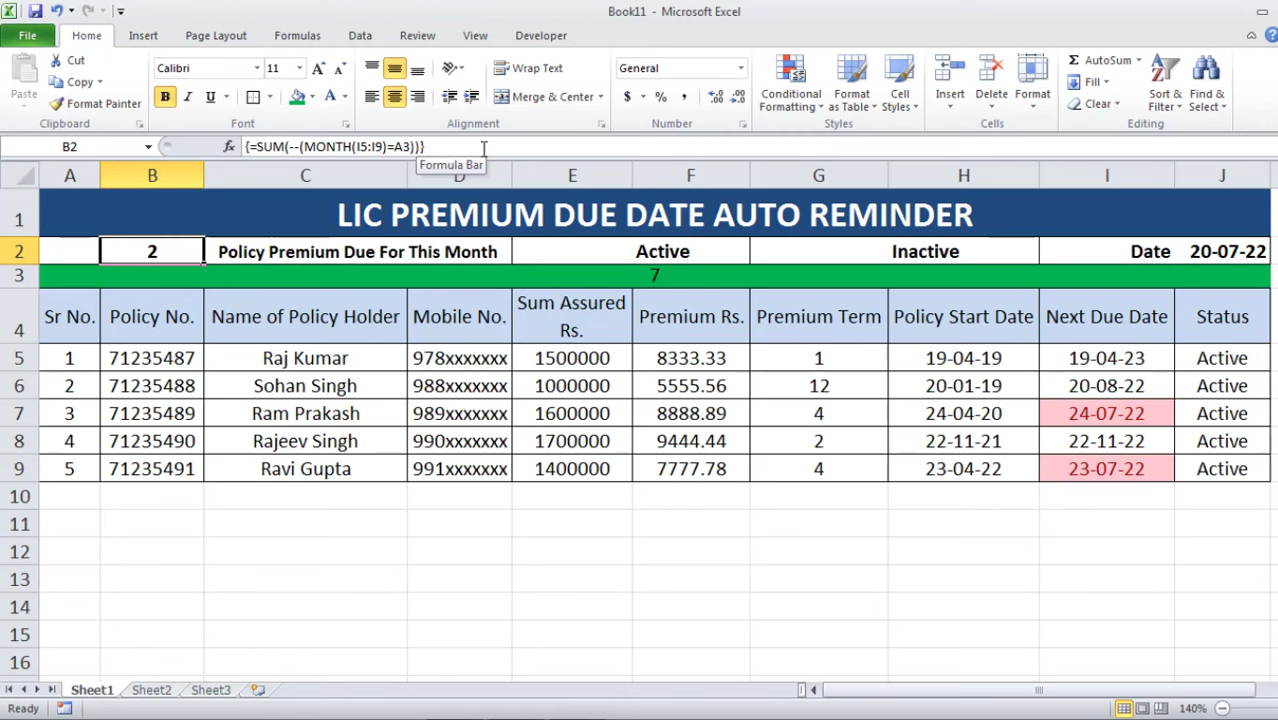 Book11 - Microsoft Excel
File Home Insert Page Layout Formulas Data Review View Developer
Paste
Cut
Copy
Format Painter
Clipboard
Calibri 11
B I U A
Font
Wrap Text
Merge & Center
Alignment
General
$ % ,
Number
Conditional Formatting
Format as Table
Cell Styles
Styles
Insert Delete Format
Cells
Σ AutoSum
Fill
Clear
Sort & Filter
Find & Select
Editing
B2 fx {=SUM(--(MONTH(I5:I9)=A3))}
Formula Bar
A B C D E F G H I J
1 LIC PREMIUM DUE DATE AUTO REMINDER
2 2 Policy Premium Due For This Month Active Inactive Date 20-07-22
3 7
4 Sr No. Policy No. Name of Policy Holder Mobile No. Sum Assured Rs. Premium Rs. Premium Term Policy Start Date Next Due Date Status
5 1 71235487 Raj Kumar 978xxxxxxx 1500000 8333.33 1 19-04-19 19-04-23 Active
6 2 71235488 Sohan Singh 988xxxxxxx 1000000 5555.56 12 20-01-19 20-08-22 Active
7 3 71235489 Ram Prakash 989xxxxxxx 1600000 8888.89 4 24-04-20 24-07-22 Active
8 4 71235490 Rajeev Singh 990xxxxxxx 1700000 9444.44 2 22-11-21 22-11-22 Active
9 5 71235491 Ravi Gupta 991xxxxxxx 1400000 7777.78 4 23-04-22 23-07-22 Active
10
11
12
13
14
15
16
Sheet1 Sheet2 Sheet3
Ready 140%